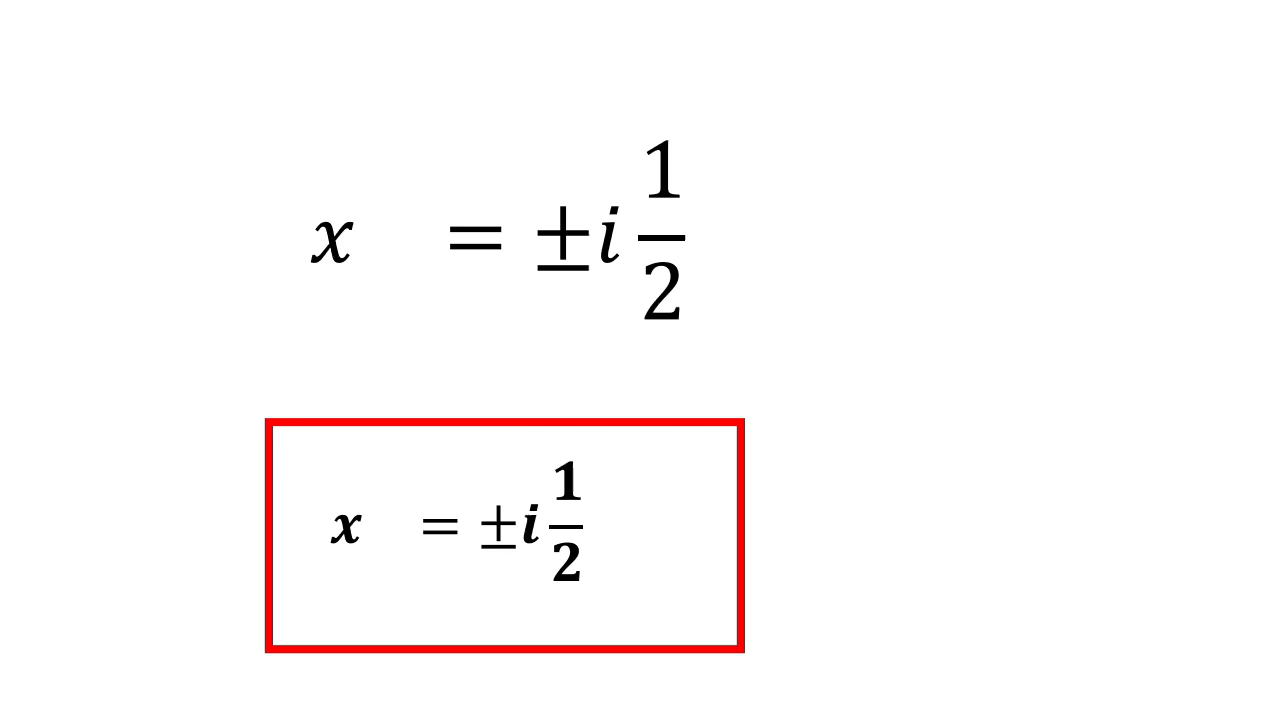 x = ±i 1/2
x = ±i 1/2